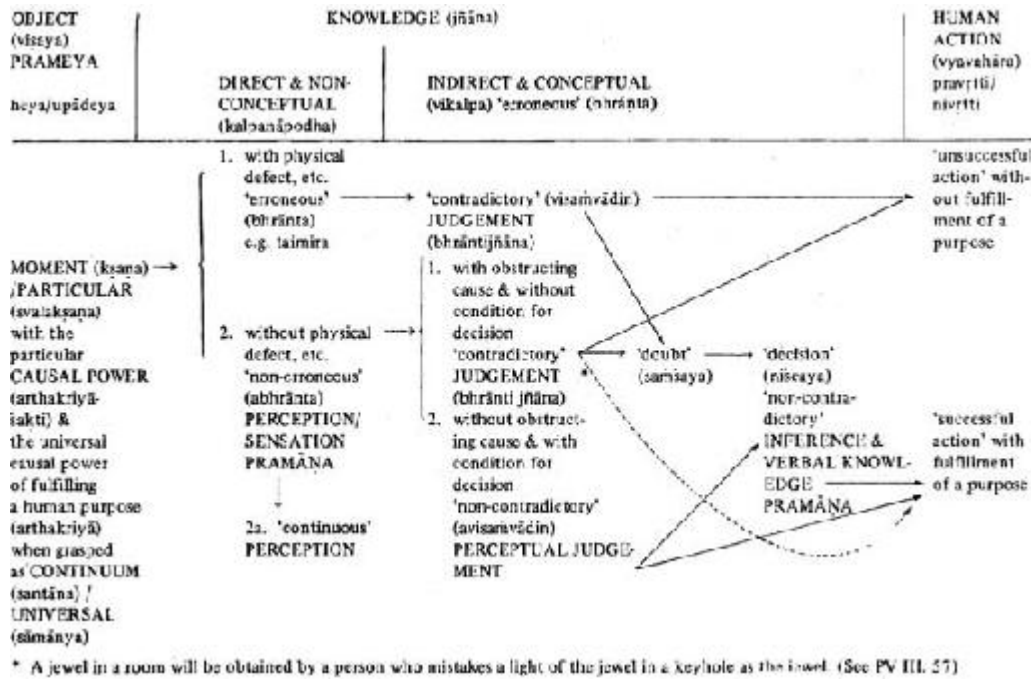 OBJECT
(viṣaya)
PRAMEYA
heya/upādeya
KNOWLEDGE (jñāna)
DIRECT & NON-
CONCEPTUAL
(kalpanāpoḍha)
INDIRECT & CONCEPTUAL
(vikalpa) 'erroneous' (bhrānta)
HUMAN
ACTION
(vyavahāra)
pravṛtti/
nivṛtti
MOMENT (kṣaṇa)
/PARTICULAR
(svalakṣaṇa)
with the
particular
CAUSAL POWER
(arthakriyā-
śakti) &
the universal
causal power
of fulfilling
a human purpose
(arthakriyā)
when grasped
as CONTINUUM
(santāna) /
UNIVERSAL
(sāmānya)
1. with physical
defect, etc.
'erroneous'
(bhrānta)
e.g. taimira
2. without physical
defect, etc.
'non-erroneous'
(abhrānta)
PERCEPTION/
SENSATION
PRAMĀṆA
2a. 'continuous'
PERCEPTION
'contradictory' (visaṁvādin)
JUDGEMENT
(bhrāntijñāna)
1. with obstructing
cause & without
condition for
decision
'contradictory'
JUDGEMENT *
(bhrānti jñāna)
2. without obstruct-
ing cause & with
condition for
decision
'non-contradictory'
(avisaṁvādin)
PERCEPTUAL JUDGE-
MENT
'doubt'
(saṁśaya)
'decision'
(niścaya)
'non-contra-
dictory'
INFERENCE &
VERBAL KNOWL-
EDGE
PRAMĀṆA
'unsuccessful
action' with-
out fulfill-
ment of a
purpose
'successful
action' with
fulfillment
of a purpose
* A jewel in a room will be obtained by a person who mistakes a light of the jewel in a keyhole as the jewel. (See PV III. 57)